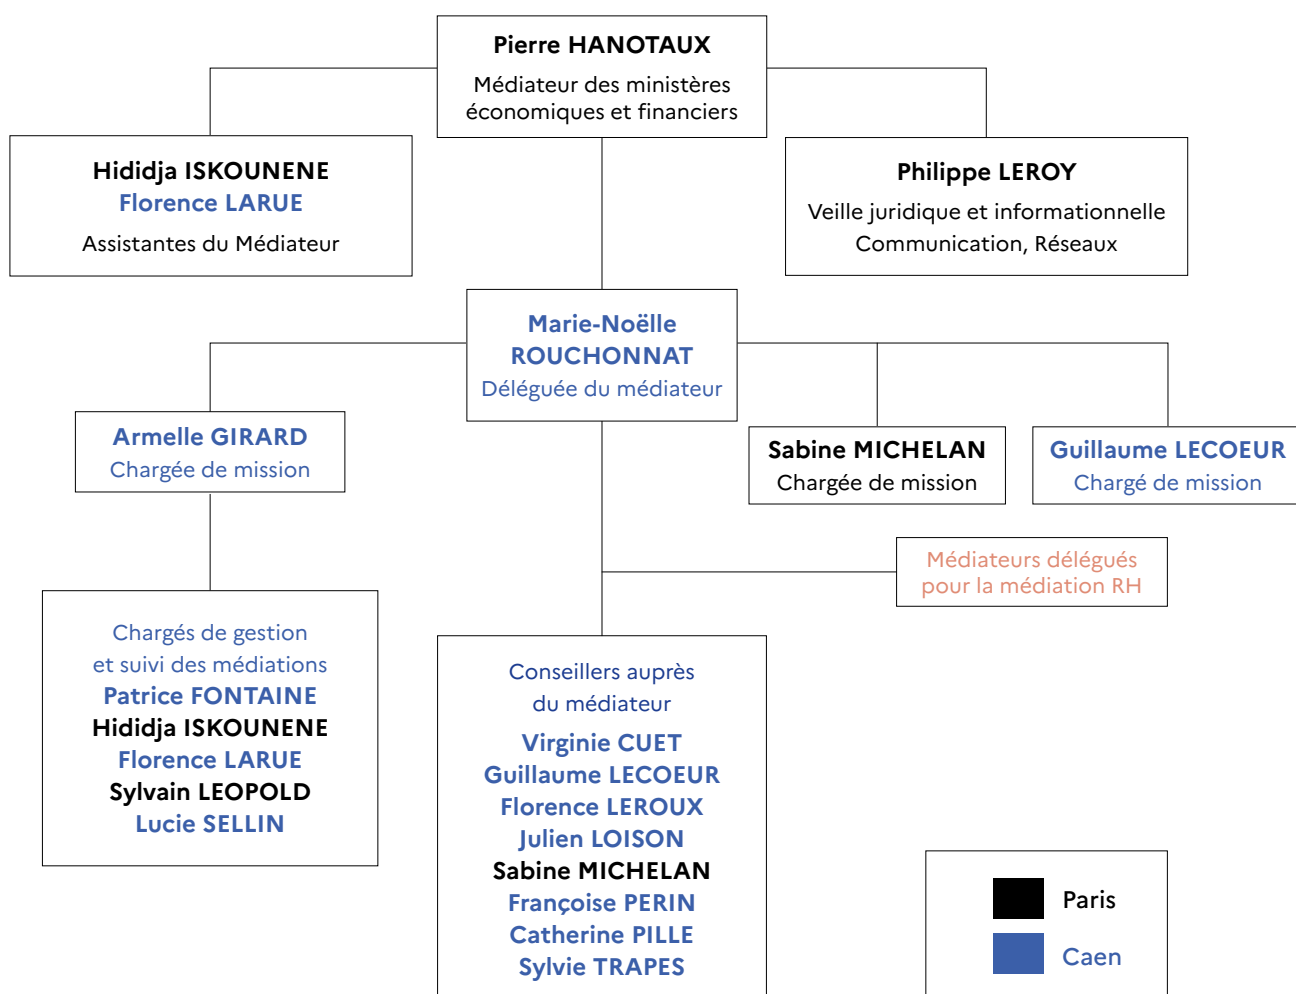 Pierre HANOTAUX
Médiateur des ministères
économiques et financiers
Hididja ISKOUNENE
Florence LARUE
Assistantes du Médiateur
Philippe LEROY
Veille juridique et informationnelle
Communication, Réseaux
Marie-Noëlle
ROUCHONNAT
Déléguée du médiateur
Armelle GIRARD
Chargée de mission
Sabine MICHELAN
Chargée de mission
Guillaume LECOEUR
Chargé de mission
Médiateurs délégués
pour la médiation RH
Chargés de gestion
et suivi des médiations
Patrice FONTAINE
Hididja ISKOUNENE
Florence LARUE
Sylvain LEOPOLD
Lucie SELLIN
Conseillers auprès
du médiateur
Virginie CUET
Guillaume LECOEUR
Florence LEROUX
Julien LOISON
Sabine MICHELAN
Françoise PERIN
Catherine PILLE
Sylvie TRAPES
Paris
Caen